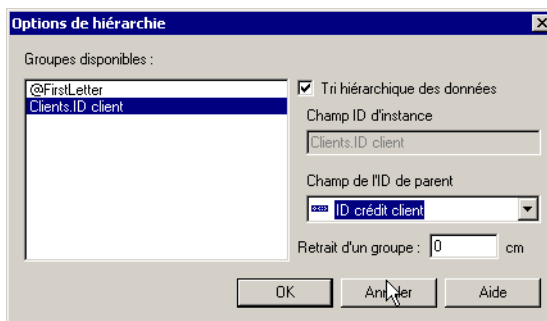 Options de hiérarchie
Groupes disponibles :
@FirstLetter
Clients.ID client
Tri hiérarchique des données
Champ ID d'instance
Clients.ID client
Champ de l'ID de parent
ID crédit client
Retrait d'un groupe : 0 cm
OK Annuler Aide